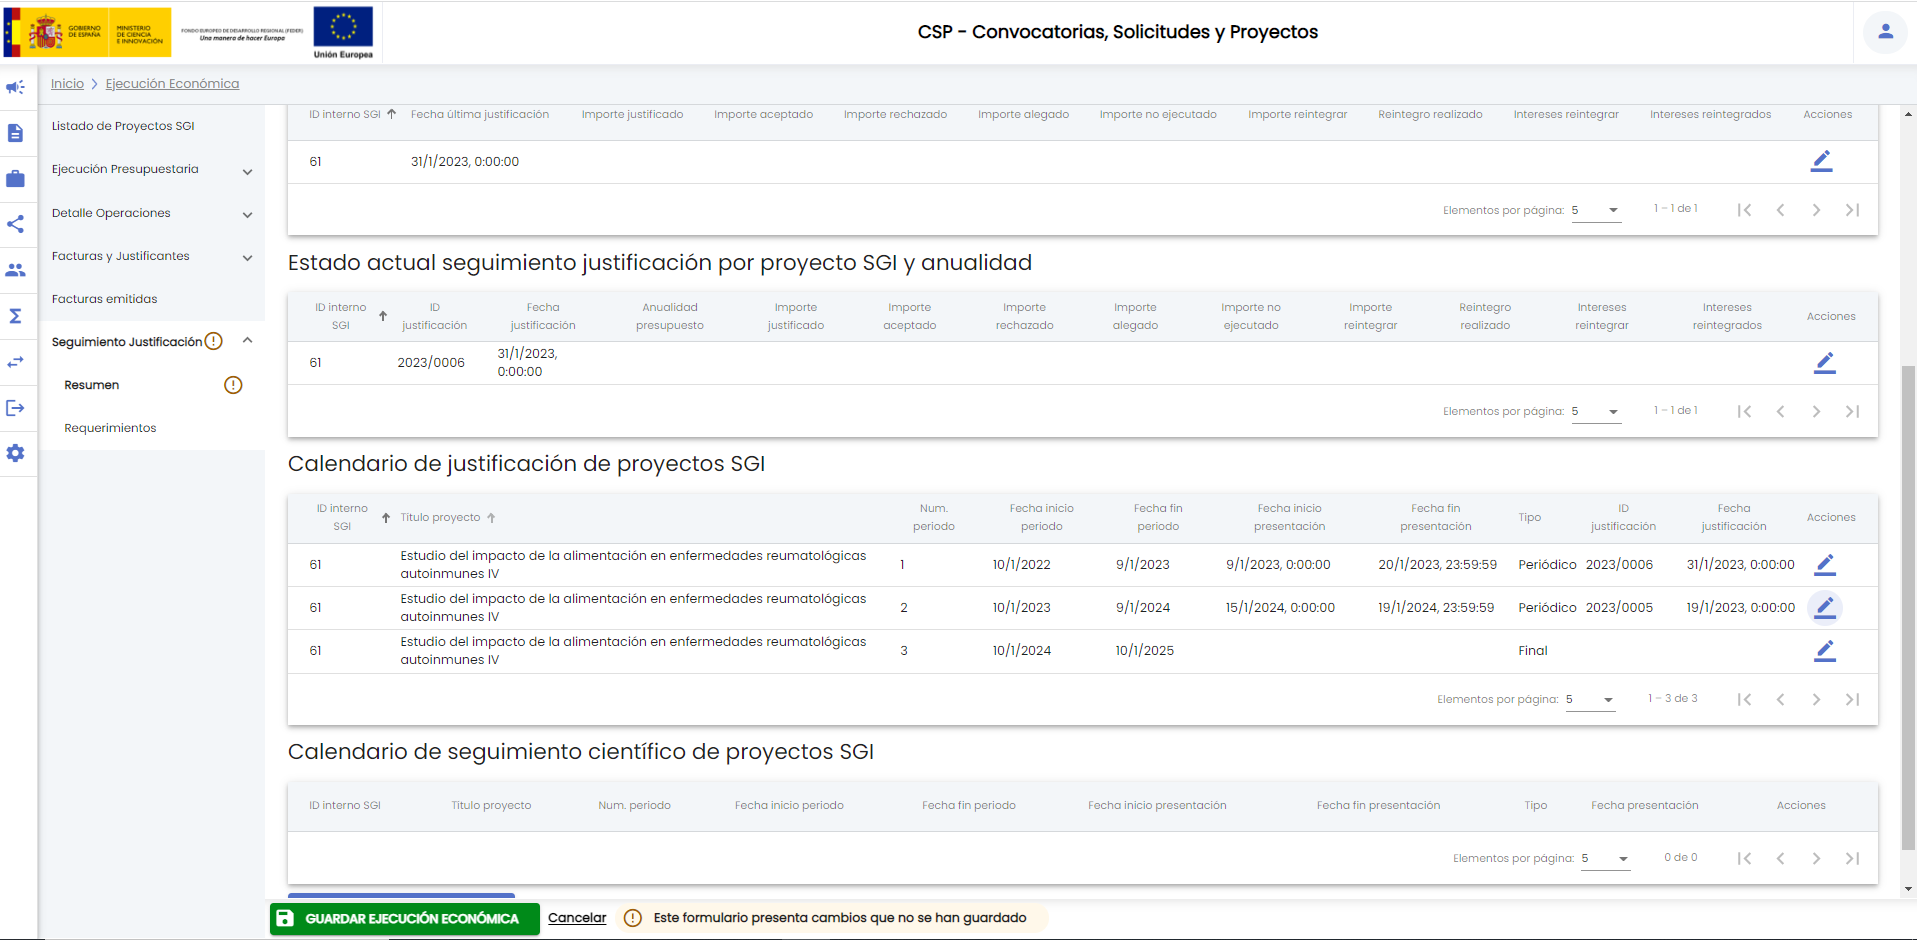 GOBIERNO
DE ESPAÑA
MINISTERIO
DE CIENCIA
E INNOVACIÓN
FONDO EUROPEO DE DESARROLLO REGIONAL (FEDER)
Una manera de hacer Europa
Unión Europea
CSP - Convocatorias, Solicitudes y Proyectos
Inicio > Ejecución Económica
Listado de Proyectos SGI
Ejecución Presupuestaria
Detalle Operaciones
Facturas y Justificantes
Facturas emitidas
Seguimiento Justificación
Resumen
Requerimientos
ID interno SGI Fecha última justificación Importe justificado Importe aceptado Importe rechazado Importe alegado Importe no ejecutado Importe reintegrar Reintegro realizado Intereses reintegrar Intereses reintegrados Acciones
61 31/1/2023, 0:00:00
Elementos por página: 5 1 – 1 de 1
Estado actual seguimiento justificación por proyecto SGI y anualidad
ID interno SGI ID justificación Fecha justificación Anualidad presupuesto Importe justificado Importe aceptado Importe rechazado Importe alegado Importe no ejecutado Importe reintegrar Reintegro realizado Intereses reintegrar Intereses reintegrados Acciones
61 2023/0006 31/1/2023, 0:00:00
Elementos por página: 5 1 – 1 de 1
Calendario de justificación de proyectos SGI
ID interno SGI Título proyecto Num. periodo Fecha inicio periodo Fecha fin periodo Fecha inicio presentación Fecha fin presentación Tipo ID justificación Fecha justificación Acciones
61 Estudio del impacto de la alimentación en enfermedades reumatológicas autoinmunes IV 1 10/1/2022 9/1/2023 9/1/2023, 0:00:00 20/1/2023, 23:59:59 Periódico 2023/0006 31/1/2023, 0:00:00
61 Estudio del impacto de la alimentación en enfermedades reumatológicas autoinmunes IV 2 10/1/2023 9/1/2024 15/1/2024, 0:00:00 19/1/2024, 23:59:59 Periódico 2023/0005 19/1/2023, 0:00:00
61 Estudio del impacto de la alimentación en enfermedades reumatológicas autoinmunes IV 3 10/1/2024 10/1/2025 Final
Elementos por página: 5 1 – 3 de 3
Calendario de seguimiento científico de proyectos SGI
ID interno SGI Título proyecto Num. periodo Fecha inicio periodo Fecha fin periodo Fecha inicio presentación Fecha fin presentación Tipo Fecha presentación Acciones
Elementos por página: 5 0 de 0
GUARDAR EJECUCIÓN ECONÓMICA Cancelar Este formulario presenta cambios que no se han guardado